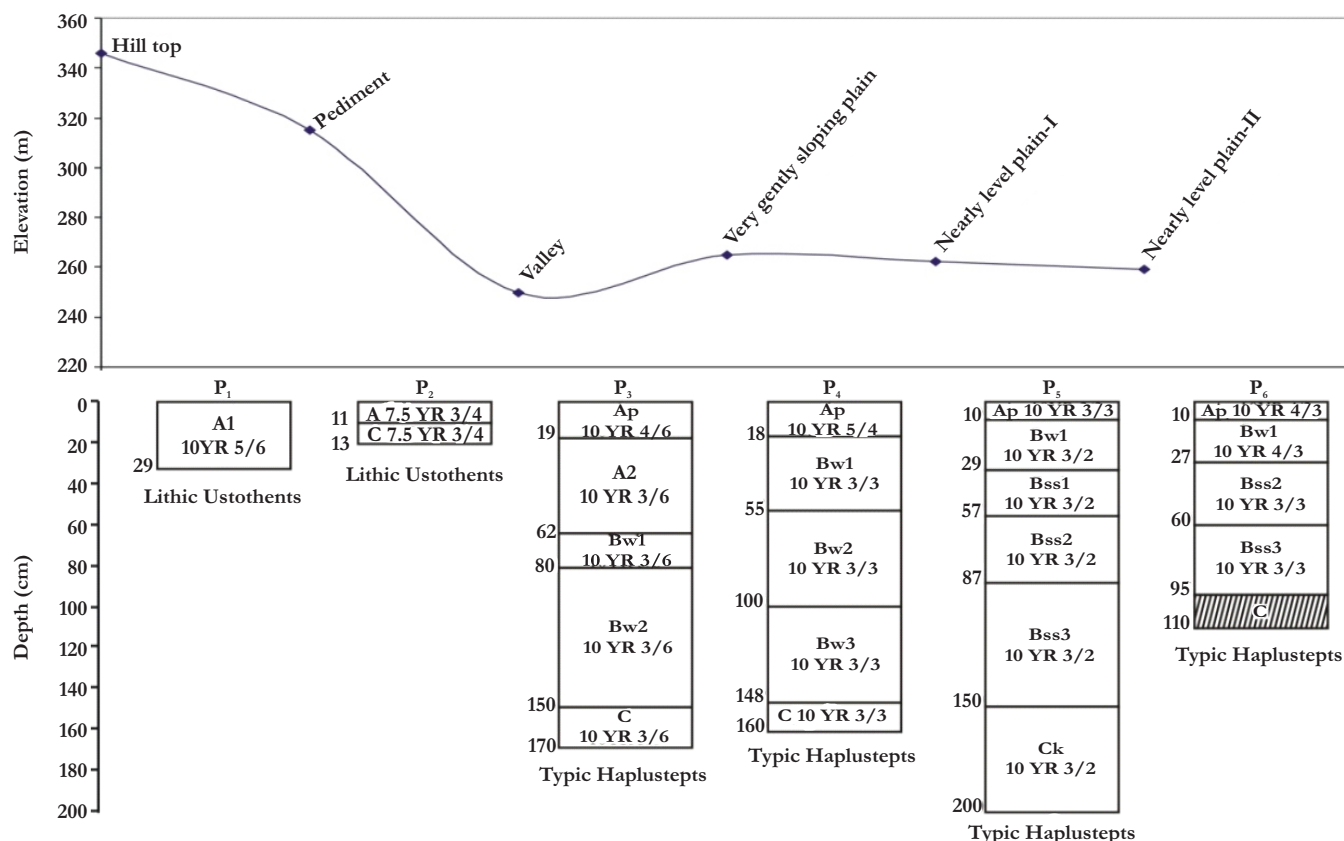 360
340
320
300
280
260
240
220
Elevation (m)
Hill top
Pediment
Valley
Very gently sloping plain
Nearly level plain-I
Nearly level plain-II
0
20
40
60
80
100
120
140
160
180
200
Depth (cm)
P₁
A1
10YR 5/6
29
Lithic Ustothents
P₂
A 7.5 YR 3/4
11
C 7.5 YR 3/4
13
Lithic Ustothents
P₃
Ap
10 YR 4/6
19
A2
10 YR 3/6
62
Bw1
10 YR 3/6
80
Bw2
10 YR 3/6
150
C
10 YR 3/6
170
Typic Haplustepts
P₄
Ap
10 YR 5/4
18
Bw1
10 YR 3/3
55
Bw2
10 YR 3/3
100
Bw3
10 YR 3/3
148
C 10 YR 3/3
160
Typic Haplustepts
P₅
Ap 10 YR 3/3
10
Bw1
10 YR 3/2
29
Bss1
10 YR 3/2
57
Bss2
10 YR 3/2
87
Bss3
10 YR 3/2
150
Ck
10 YR 3/2
200
Typic Haplustepts
P₆
Ap 10 YR 4/3
10
Bw1
10 YR 4/3
27
Bss2
10 YR 3/3
60
Bss3
10 YR 3/3
95
C
110
Typic Haplustepts